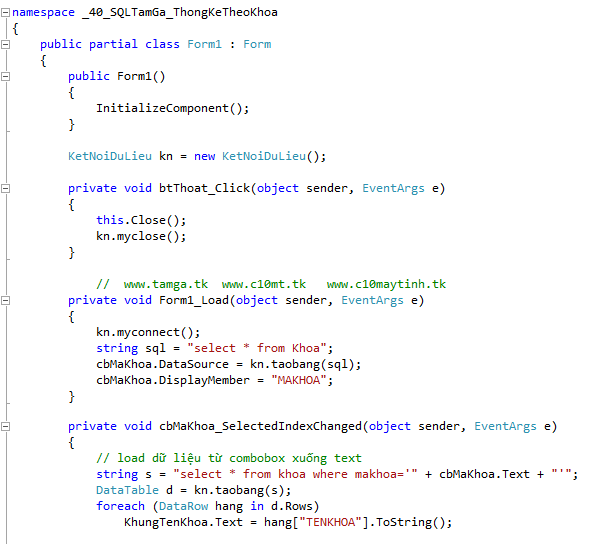 namespace _40_SQLTamGa_ThongKeTheoKhoa
{
    public partial class Form1 : Form
    {
        public Form1()
        {
            InitializeComponent();
        }

        KetNoiDuLieu kn = new KetNoiDuLieu();

        private void btThoat_Click(object sender, EventArgs e)
        {
            this.Close();
            kn.myclose();
        }

            //  www.tamga.tk  www.c10mt.tk   www.c10maytinh.tk
        private void Form1_Load(object sender, EventArgs e)
        {
            kn.myconnect();
            string sql = "select * from Khoa";
            cbMaKhoa.DataSource = kn.taobang(sql);
            cbMaKhoa.DisplayMember = "MAKHOA";
        }

        private void cbMaKhoa_SelectedIndexChanged(object sender, EventArgs e)
        {
            // load dữ liệu từ combobox xuống text
            string s = "select * from khoa where makhoa='" + cbMaKhoa.Text + "'";
            DataTable d = kn.taobang(s);
            foreach (DataRow hang in d.Rows)
                KhungTenKhoa.Text = hang["TENKHOA"].ToString();